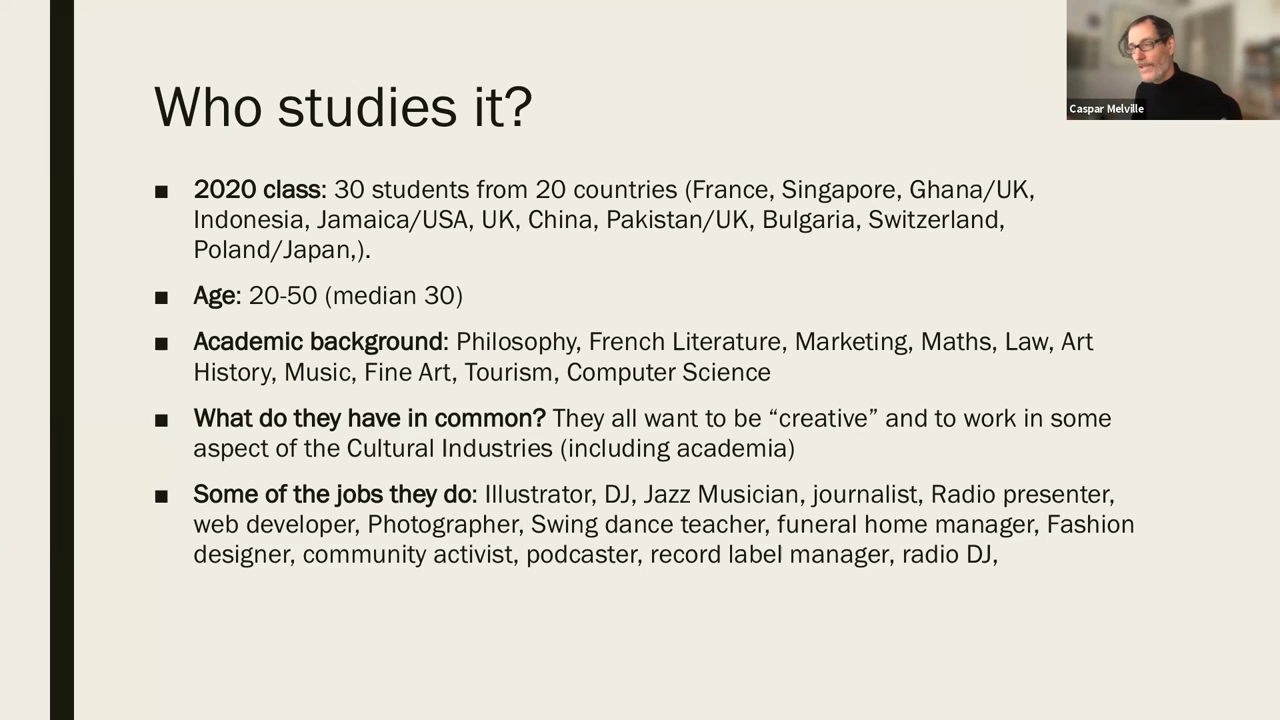 Who studies it?
Caspar Melville
■ 2020 class: 30 students from 20 countries (France, Singapore, Ghana/UK,
Indonesia, Jamaica/USA, UK, China, Pakistan/UK, Bulgaria, Switzerland,
Poland/Japan,).
■ Age: 20-50 (median 30)
■ Academic background: Philosophy, French Literature, Marketing, Maths, Law, Art
History, Music, Fine Art, Tourism, Computer Science
■ What do they have in common? They all want to be “creative” and to work in some
aspect of the Cultural Industries (including academia)
■ Some of the jobs they do: Illustrator, DJ, Jazz Musician, journalist, Radio presenter,
web developer, Photographer, Swing dance teacher, funeral home manager, Fashion
designer, community activist, podcaster, record label manager, radio DJ,